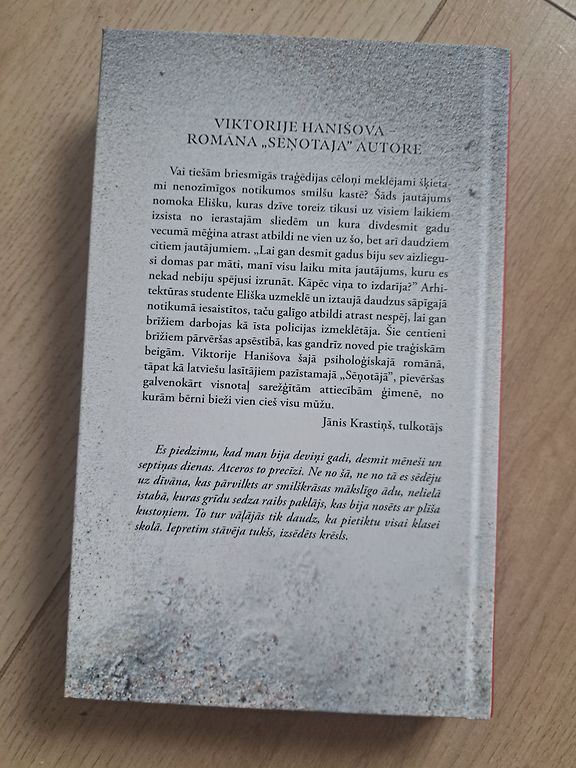 VIKTORIJE HANIŠOVA –
ROMĀNA „SĒŅOTĀJA” AUTORE
Vai tiešām briesmīgās traģēdijas cēloņi meklējami šķieta-
mi nenozīmīgos notikumos smilšu kastē? Šāds jautājums
nomoka Elišku, kuras dzīve toreiz tikusi uz visiem laikiem
izsista no ierastajām sliedēm un kura divdesmit gadu
vecumā mēģina atrast atbildi ne vien uz šo, bet arī daudziem
citiem jautājumiem. „Lai gan desmit gadus biju sev aizliegu-
si domas par māti, manī visu laiku mita jautājums, kuru es
nekad nebiju spējusi izrunāt. Kāpēc viņa to izdarīja?” Arhi-
tektūras studente Eliška uzmeklē un iztaujā daudzus sāpīgajā
notikumā iesaistītos, taču galīgo atbildi atrast nespēj, lai gan
brīžiem darbojas kā īsta policijas izmeklētāja. Šie centieni
brīžiem pārvēršas apsēstībā, kas gandrīz noved pie traģiskām
beigām. Viktorije Hanišova šajā psiholoģiskajā romānā,
tāpat kā latviešu lasītājiem pazīstamajā „Sēņotājā”, pievēršas
galvenokārt visnotaļ sarežģītām attiecībām ģimenē, no
kurām bērni bieži vien cieš visu mūžu.
Jānis Krastiņš, tulkotājs
Es piedzimu, kad man bija deviņi gadi, desmit mēneši un
septiņas dienas. Atceros to precīzi. Ne no šā, ne no tā es sēdēju
uz dīvāna, kas pārvilkts ar smilškrāsas mākslīgo ādu, nelielā
istabā, kuras grīdu sedza raibs paklājs, kas bija nosēts ar plīša
kustoņiem. To tur vāļājās tik daudz, ka pietiktu visai klasei
skolā. Iepretim stāvēja tukšs, izsēdēts krēsls.